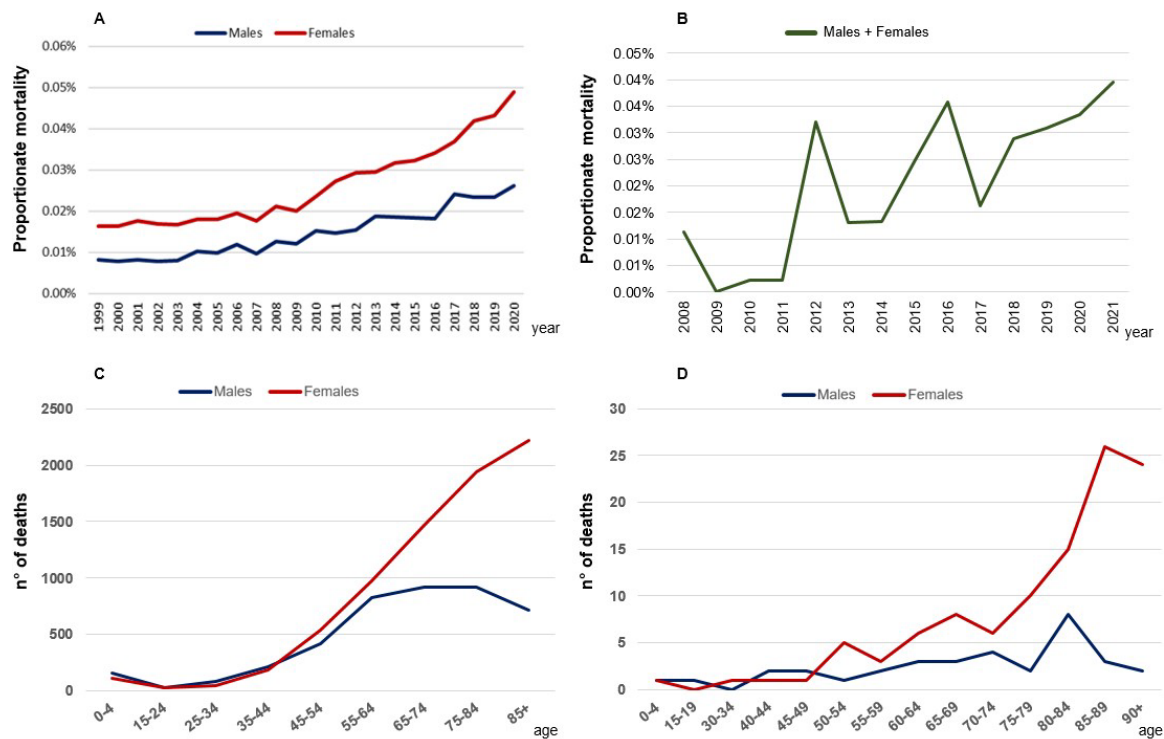 A
Males Females
Proportionate mortality
0.06%
0.05%
0.04%
0.03%
0.02%
0.01%
0.00%
1999 2000 2001 2002 2003 2004 2005 2006 2007 2008 2009 2010 2011 2012 2013 2014 2015 2016 2017 2018 2019 2020
year
B
Males + Females
Proportionate mortality
0.05%
0.04%
0.04%
0.03%
0.03%
0.02%
0.02%
0.01%
0.01%
0.00%
2008 2009 2010 2011 2012 2013 2014 2015 2016 2017 2018 2019 2020 2021
year
C
Males Females
n° of deaths
2500
2000
1500
1000
500
0
0-4 15-24 25-34 35-44 45-54 55-64 65-74 75-84 85+
age
D
Males Females
n° of deaths
30
25
20
15
10
5
0
0-4 15-19 30-34 40-44 45-49 50-54 55-59 60-64 65-69 70-74 75-79 80-84 85-89 90+
age